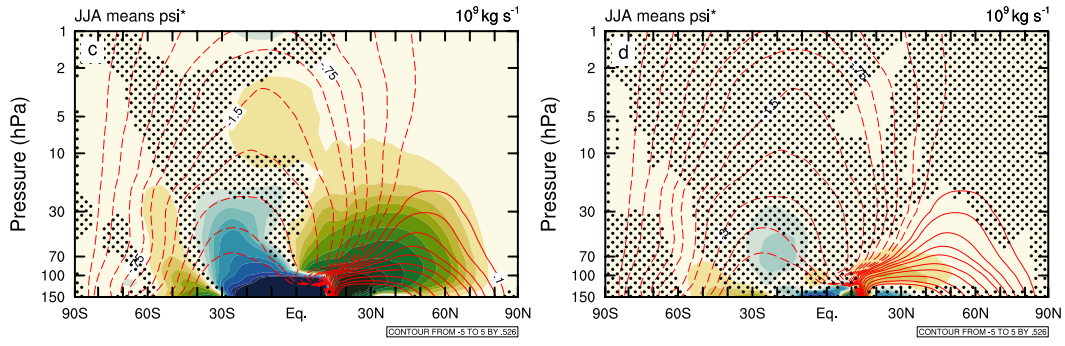 JJA means psi* 10⁹ kg s⁻¹
c
Pressure (hPa)
1
2
5
10
30
50
70
100
150
-.75
-1.5
-1
90S 60S 30S Eq. 30N 60N 90N
CONTOUR FROM -5 TO 5 BY .526
JJA means psi* 10⁹ kg s⁻¹
d
Pressure (hPa)
1
2
5
10
30
50
70
100
150
-.75
-1.5
90S 60S 30S Eq. 30N 60N 90N
CONTOUR FROM -5 TO 5 BY .526